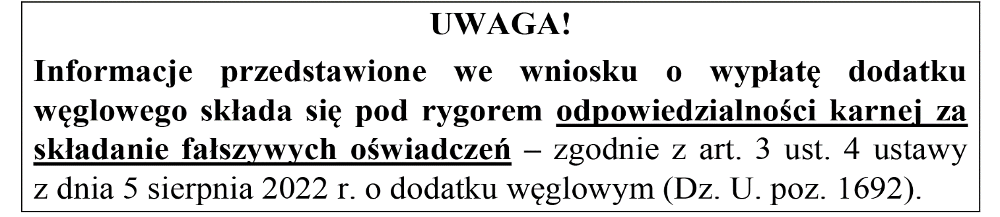 UWAGA!
Informacje przedstawione we wniosku o wypłatę dodatku
węglowego składa się pod rygorem odpowiedzialności karnej za
składanie fałszywych oświadczeń – zgodnie z art. 3 ust. 4 ustawy
z dnia 5 sierpnia 2022 r. o dodatku węglowym (Dz. U. poz. 1692).